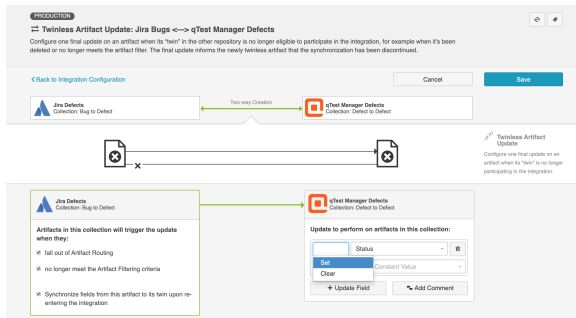 PRODUCTION
Twinless Artifact Update: Jira Bugs <---> qTest Manager Defects
Configure one final update on an artifact when its "twin" in the other repository is no longer eligible to participate in the integration, for example when it's been
deleted or no longer meets the artifact filter. The final update informs the newly twinless artifact that the synchronization has been discontinued.
Back to Integration Configuration
Cancel
Save
Jira Defects
Collection: Bug to Defect
Two-way Creation
qTest Manager Defects
Collection: Defect to Defect
Twinless Artifact
Update
Configure one final update on an
artifact when its "twin" is no longer
participating in the integration.
Jira Defects
Collection: Bug to Defect
qTest Manager Defects
Collection: Defect to Defect
Artifacts in this collection will trigger the update
when they:
fall out of Artifact Routing
no longer meet the Artifact Filtering criteria
Synchronize fields from this artifact to its twin upon re-
entering the integration
Update to perform on artifacts in this collection:
Status
Set
Clear
Constant Value
+ Update Field
Add Comment